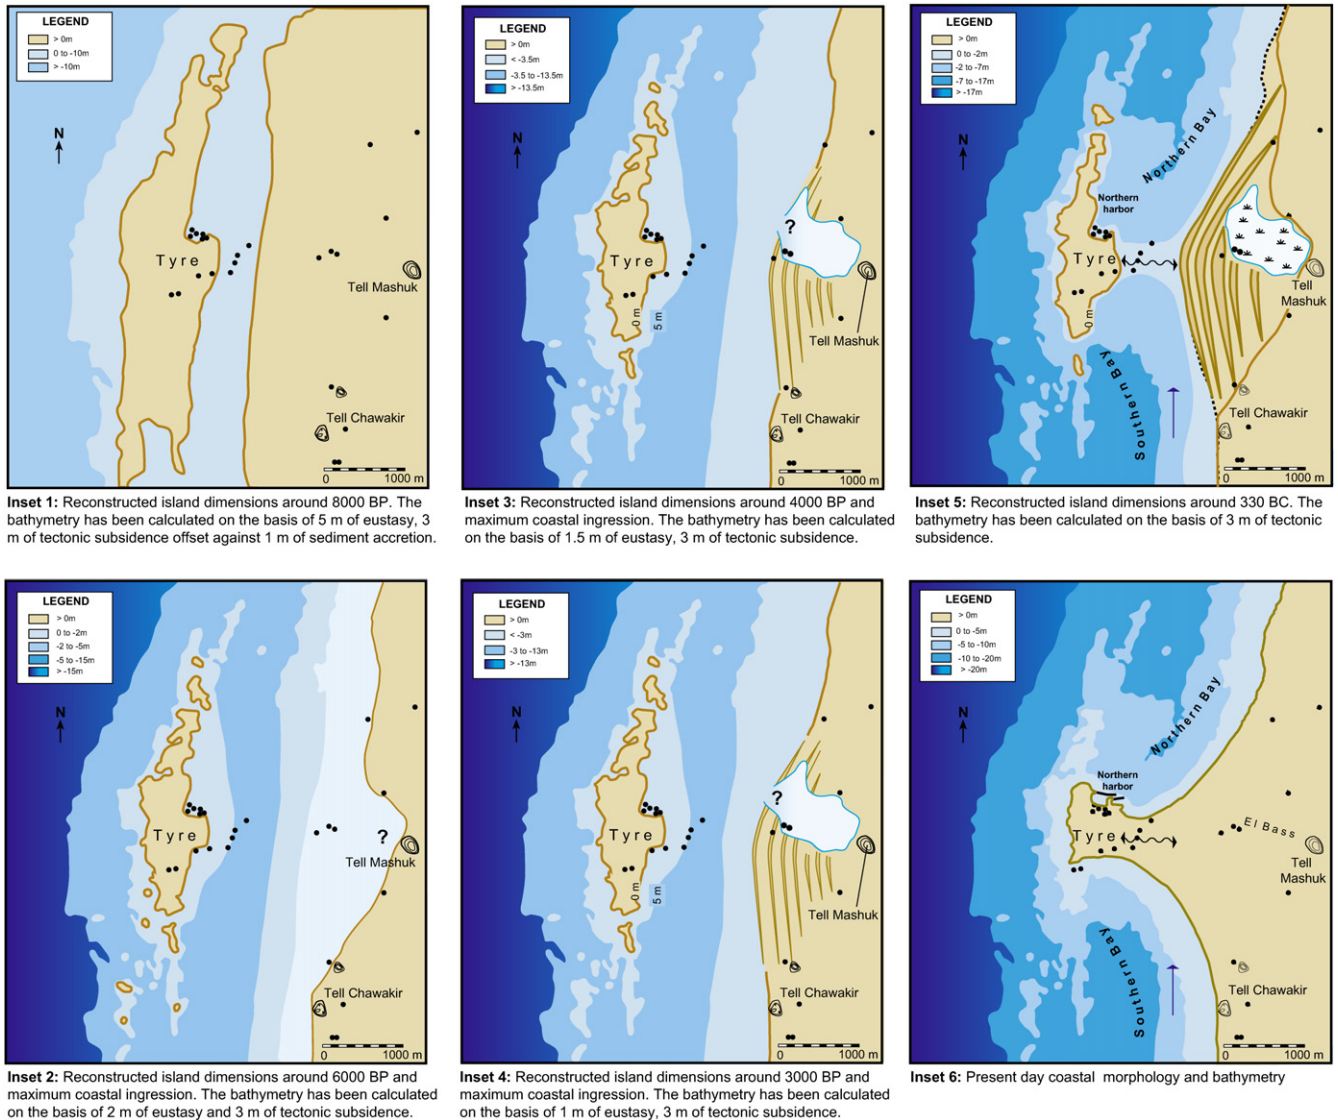 LEGEND
> 0m
0 to -10m
> -10m
N
Tyre
Tell Mashuk
Tell Chawakir
0 1000 m
Inset 1: Reconstructed island dimensions around 8000 BP. The
bathymetry has been calculated on the basis of 5 m of eustasy, 3
m of tectonic subsidence offset against 1 m of sediment accretion.
LEGEND
> 0m
< -3.5m
-3.5 to -13.5m
> -13.5m
N
?
Tyre
0 m
5 m
Tell Mashuk
Tell Chawakir
0 1000 m
Inset 3: Reconstructed island dimensions around 4000 BP and
maximum coastal ingression. The bathymetry has been calculated
on the basis of 1.5 m of eustasy, 3 m of tectonic subsidence.
LEGEND
> 0m
0 to -2m
-2 to -7m
-7 to -17m
> -17m
N
Northern Bay
Northern
harbor
Tyre
Tell
Mashuk
0 m
Southern Bay
Tell Chawakir
0 1000 m
Inset 5: Reconstructed island dimensions around 330 BC. The
bathymetry has been calculated on the basis of 3 m of tectonic
subsidence.
LEGEND
> 0m
0 to -2m
-2 to -5m
-5 to -15m
> -15m
N
Tyre
?
Tell Mashuk
Tell Chawakir
0 1000 m
Inset 2: Reconstructed island dimensions around 6000 BP and
maximum coastal ingression. The bathymetry has been calculated
on the basis of 2 m of eustasy and 3 m of tectonic subsidence.
LEGEND
> 0m
< -3m
-3 to -13m
> -13m
N
?
Tyre
0 m
5 m
Tell Mashuk
Tell Chawakir
0 1000 m
Inset 4: Reconstructed island dimensions around 3000 BP and
maximum coastal ingression. The bathymetry has been calculated
on the basis of 1 m of eustasy, 3 m of tectonic subsidence.
LEGEND
> 0m
0 to -5m
-5 to -10m
-10 to -20m
> -20m
N
Northern Bay
Northern
harbor
Tyre
El Bass
Tell
Mashuk
Southern Bay
Tell Chawakir
0 1000 m
Inset 6: Present day coastal morphology and bathymetry